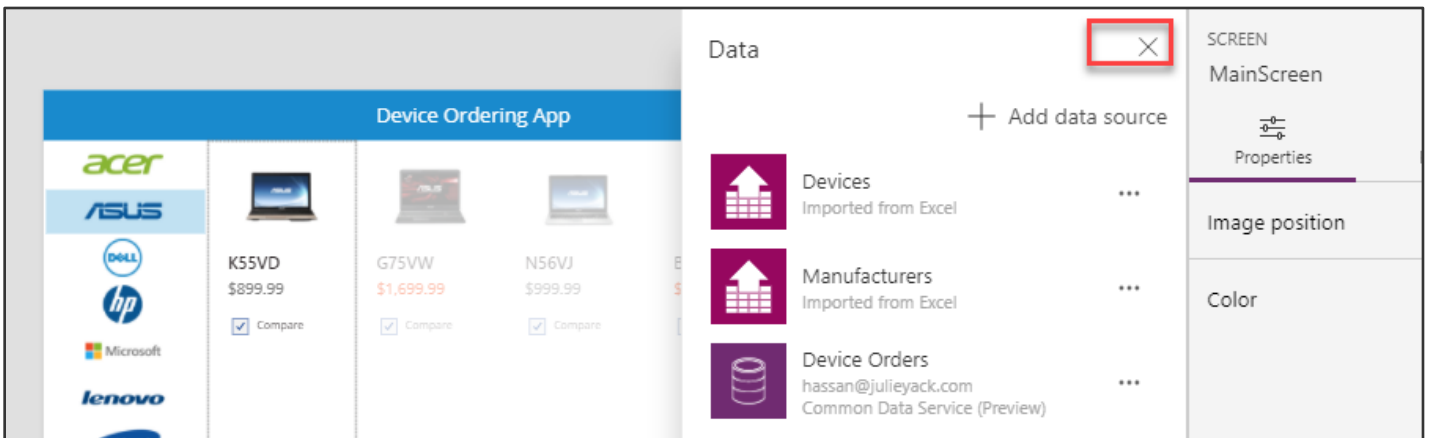 Device Ordering App
acer
ASUS
DELL
hp
Microsoft
lenovo
K55VD
$899.99
Compare
G75VW
$1,699.99
Compare
N56VJ
$999.99
Compare
Data
Add data source
Devices
Imported from Excel
Manufacturers
Imported from Excel
Device Orders
hassan@julieyack.com
Common Data Service (Preview)
SCREEN
MainScreen
Properties
Image position
Color